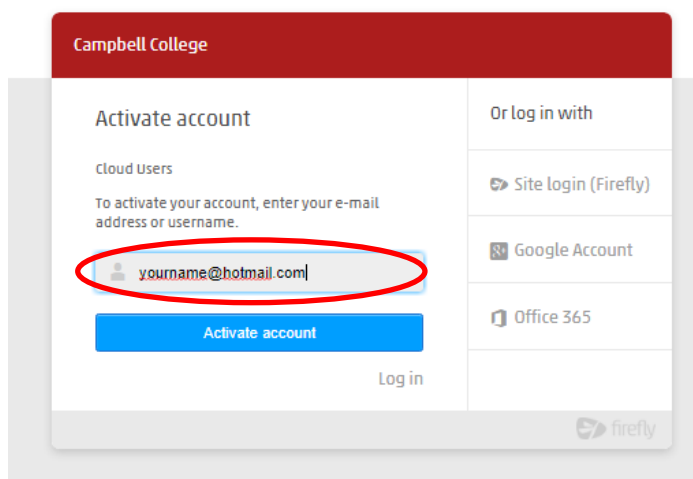 Campbell College
Activate account
Cloud Users
To activate your account, enter your e-mail
address or username.
yourname@hotmail.com
Activate account
Log in
Or log in with
Site login (Firefly)
Google Account
Office 365
firefly